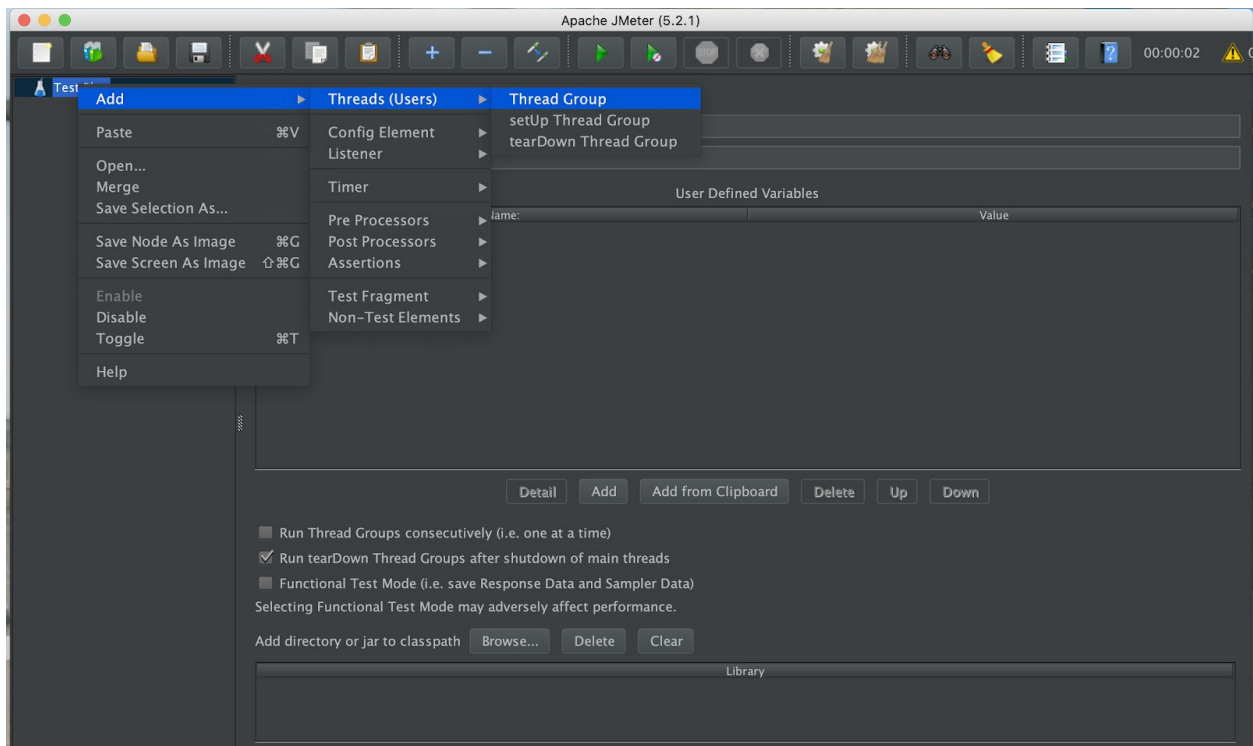 Apache JMeter (5.2.1)
STOP
?
00:00:02
Test
Add
Paste ⌘V
Open...
Merge
Save Selection As...
Save Node As Image ⌘G
Save Screen As Image ⇧⌘G
Enable
Disable
Toggle ⌘T
Help
Threads (Users)
Config Element
Listener
Timer
Pre Processors
Post Processors
Assertions
Test Fragment
Non-Test Elements
Thread Group
setUp Thread Group
tearDown Thread Group
User Defined Variables
Name: Value
Detail Add Add from Clipboard Delete Up Down
Run Thread Groups consecutively (i.e. one at a time)
Run tearDown Thread Groups after shutdown of main threads
Functional Test Mode (i.e. save Response Data and Sampler Data)
Selecting Functional Test Mode may adversely affect performance.
Add directory or jar to classpath Browse... Delete Clear
Library